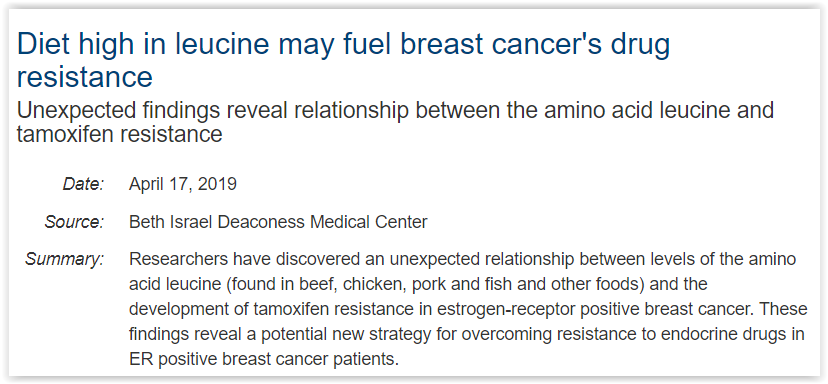 Diet high in leucine may fuel breast cancer's drug
resistance
Unexpected findings reveal relationship between the amino acid leucine and
tamoxifen resistance
Date: April 17, 2019
Source: Beth Israel Deaconess Medical Center
Summary: Researchers have discovered an unexpected relationship between levels of the amino
acid leucine (found in beef, chicken, pork and fish and other foods) and the
development of tamoxifen resistance in estrogen-receptor positive breast cancer. These
findings reveal a potential new strategy for overcoming resistance to endocrine drugs in
ER positive breast cancer patients.